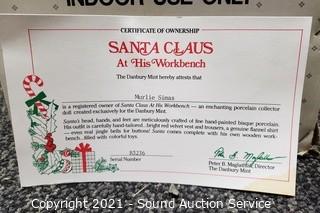 INDOOR USE ONLY
CERTIFICATE OF OWNERSHIP
SANTA CLAUS
At His Workbench
The Danbury Mint hereby attests that
Murlie Simas
is a registered owner of Santa Claus At His Workbench — an enchanting porcelain collector
doll created exclusively for the Danbury Mint.
Santa's head, hands, and feet are meticulously crafted of fine hand-painted bisque porcelain.
His outfit is carefully hand-tailored...bright red velvet vest and trousers, a genuine flannel shirt
— even real jingle bells for buttons! Santa comes complete with his own wooden work-
bench...filled with colorful toys.
83236
Serial Number
Peter B. Maglathlin, Director
The Danbury Mint
Copyright 2021 - Auction Ohio